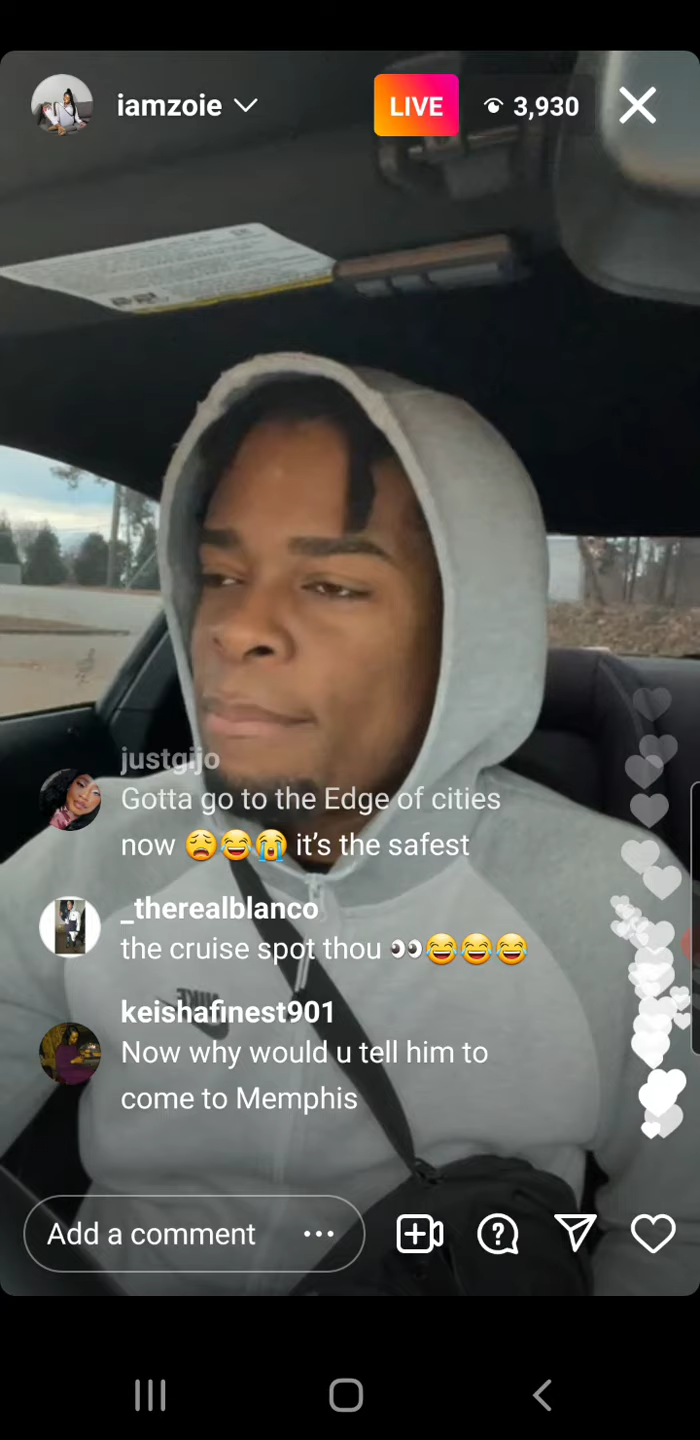 iamzoie
LIVE
3,930
justgijo
Gotta go to the Edge of cities
now 😩😂😭 it's the safest
_therealblanco
the cruise spot thou 👀😂😂😂
keishafinest901
Now why would u tell him to
come to Memphis
NIKE
Add a comment